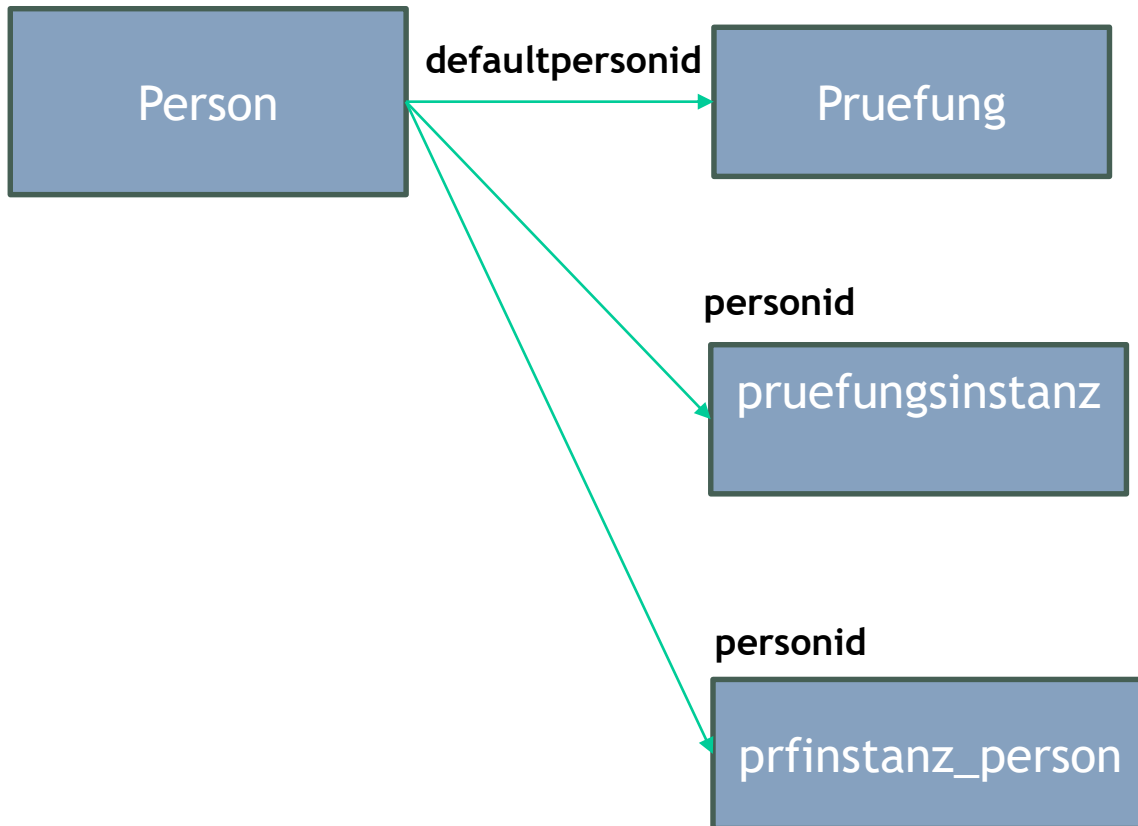 Person
defaultpersonid
Pruefung
personid
pruefungsinstanz
personid
prfinstanz_person